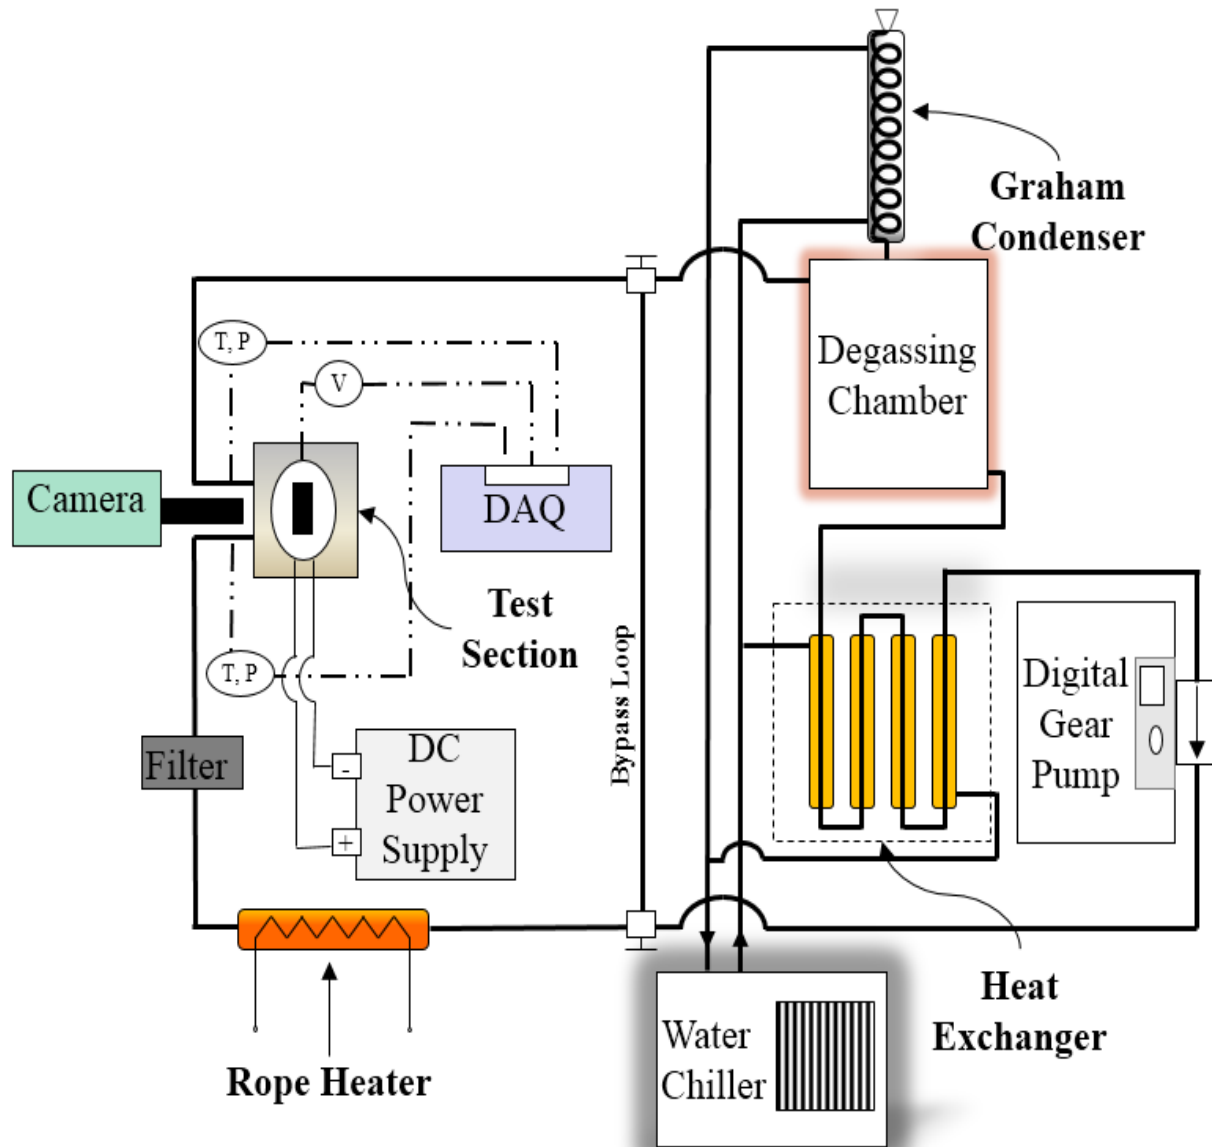 Graham
Condenser
Degassing
Chamber
T, P
V
Camera
DAQ
Test
Section
T, P
Bypass Loop
Digital
Gear
Pump
Filter
DC
Power
Supply
-
+
Heat
Exchanger
Water
Chiller
Rope Heater